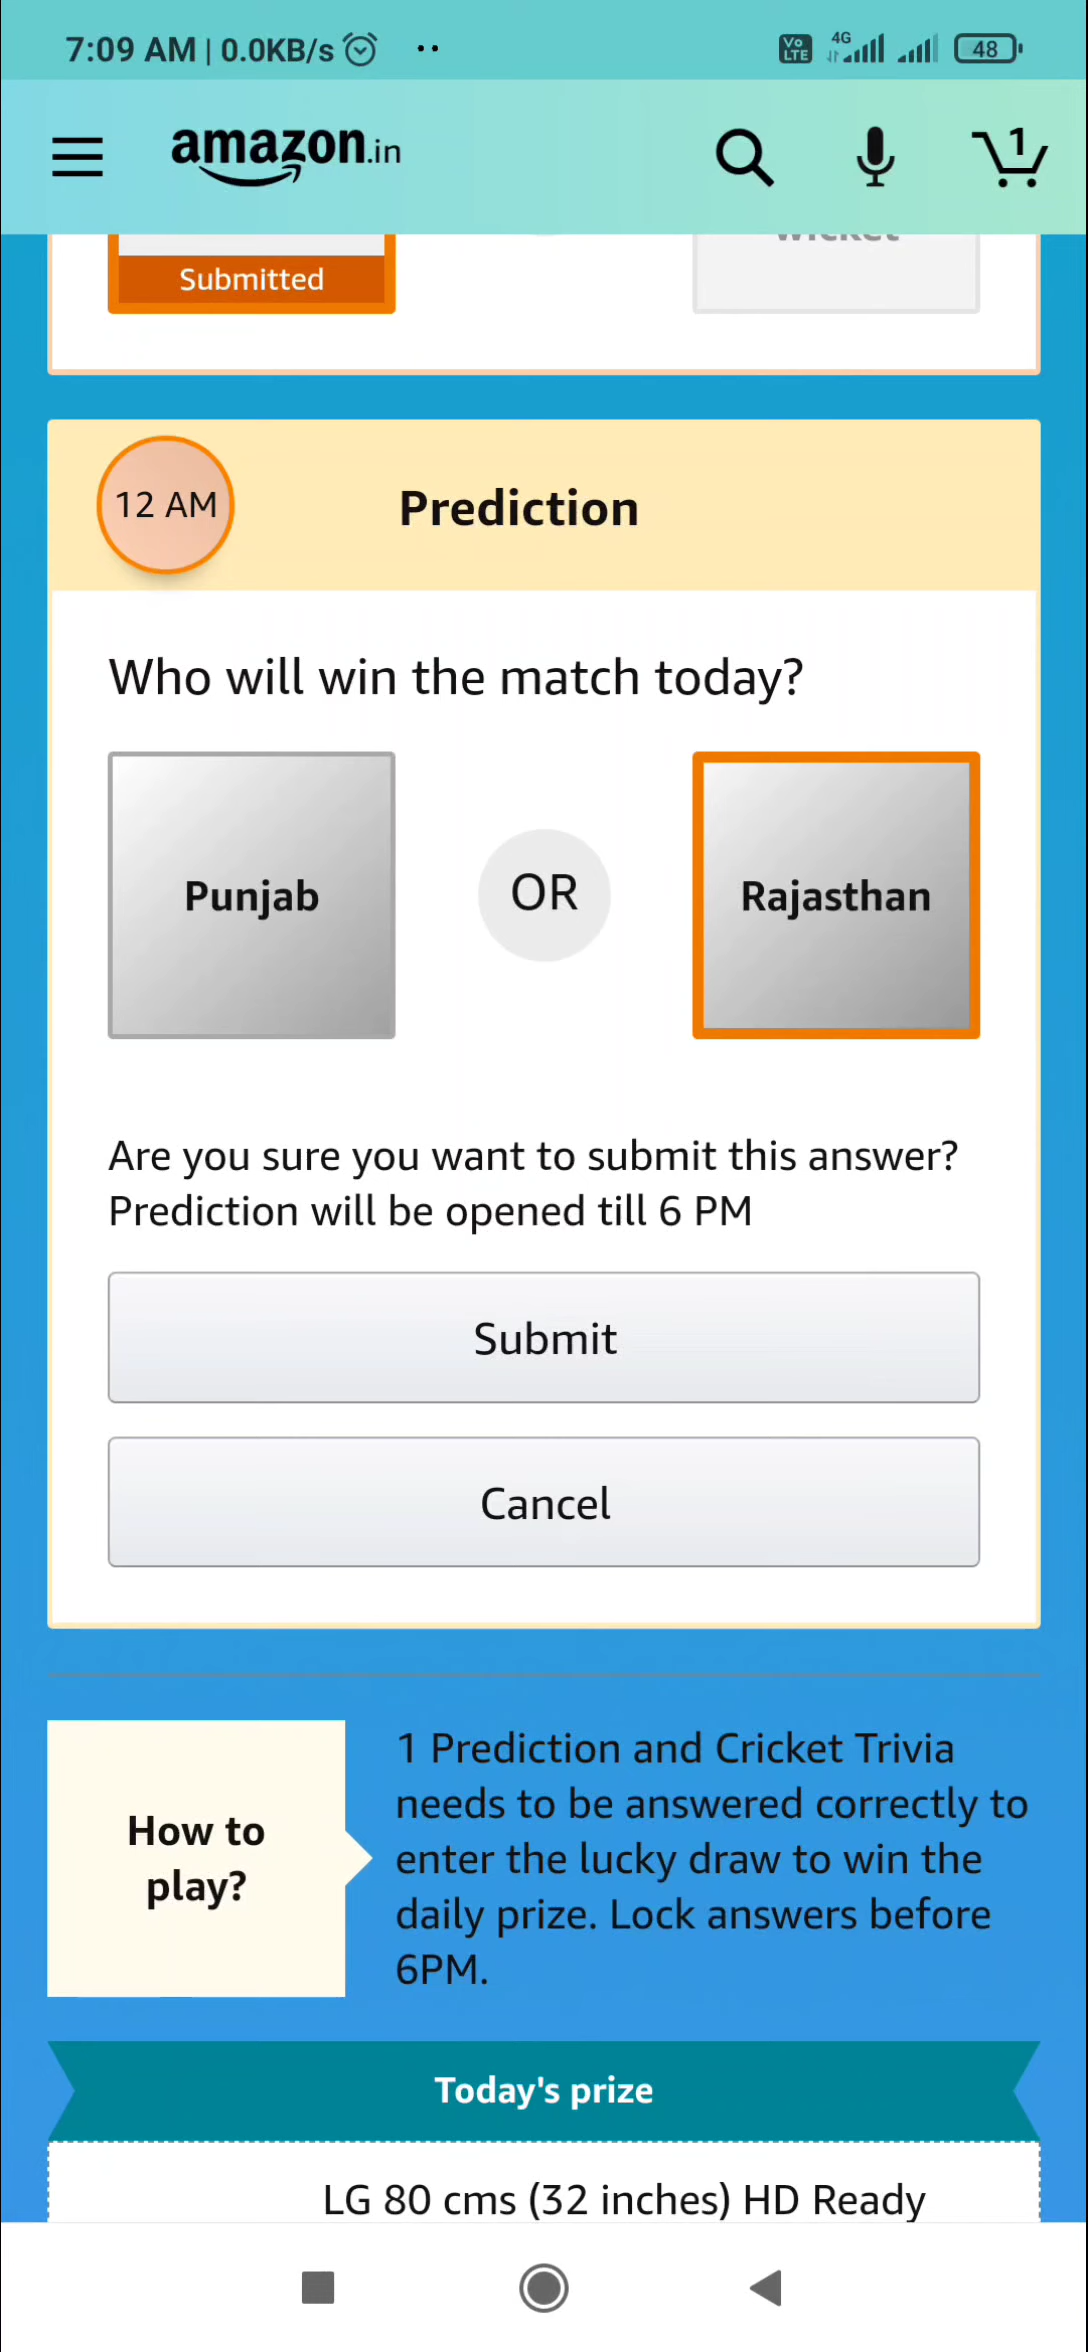 7:09 AM | 0.0KB/s
Vo LTE 4G 48
amazon.in
1
Submitted
wicket
12 AM
Prediction
Who will win the match today?
Punjab
OR
Rajasthan
Are you sure you want to submit this answer?
Prediction will be opened till 6 PM
Submit
Cancel
How to
play?
1 Prediction and Cricket Trivia
needs to be answered correctly to
enter the lucky draw to win the
daily prize. Lock answers before
6PM.
Today's prize
LG 80 cms (32 inches) HD Ready